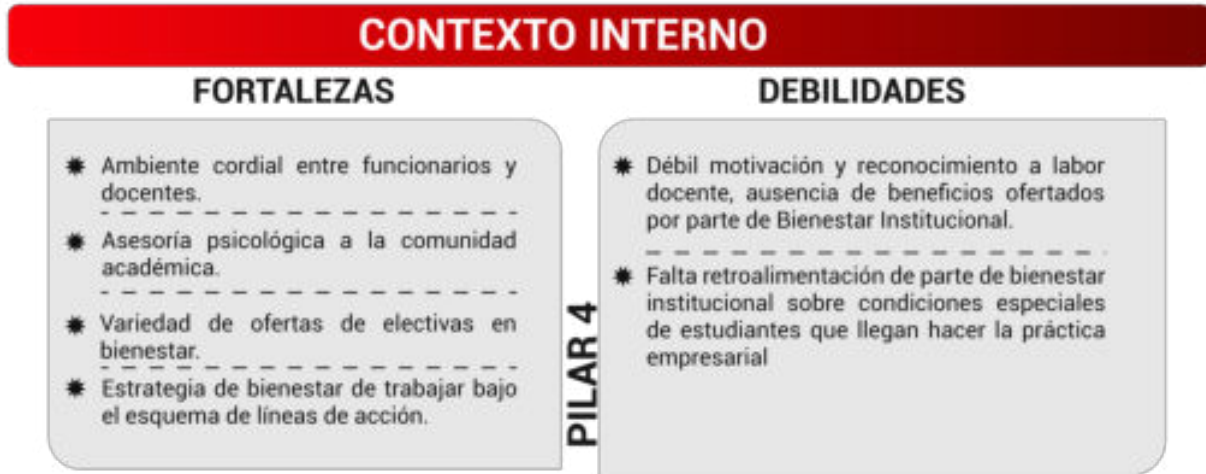 CONTEXTO INTERNO
FORTALEZAS
Ambiente cordial entre funcionarios y
docentes.
Asesoría psicológica a la comunidad
académica.
Variedad de ofertas de electivas en
bienestar.
Estrategia de bienestar de trabajar bajo
el esquema de líneas de acción.
PILAR 4
DEBILIDADES
Débil motivación y reconocimiento a labor
docente, ausencia de beneficios ofertados
por parte de Bienestar Institucional.
Falta retroalimentación de parte de bienestar
institucional sobre condiciones especiales
de estudiantes que llegan hacer la práctica
empresarial